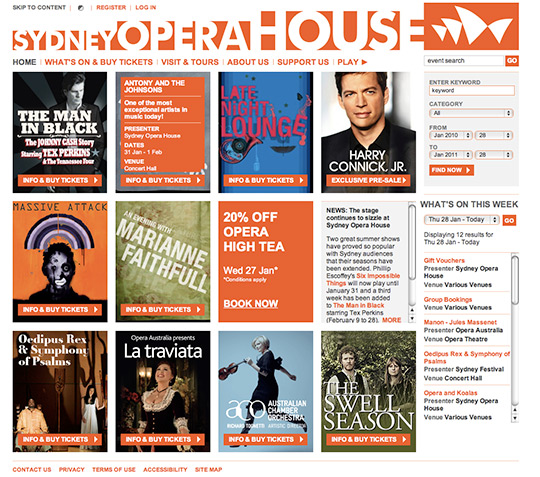 SKIP TO CONTENT | | REGISTER | LOG IN
SYDNEY OPERA HOUSE
HOME | WHAT'S ON & BUY TICKETS | VISIT & TOURS | ABOUT US | SUPPORT US | PLAY
event search GO
THE MAN
IN BLACK
THE JOHNNY CASH STORY
Starring TEX PERKINS
& The Tennessee Four
INFO & BUY TICKETS
ANTONY AND THE
JOHNSONS
One of the most
exceptional artists in
music today!
PRESENTER
Sydney Opera House
DATES
31 Jan - 1 Feb
VENUE
Concert Hall
INFO & BUY TICKETS
LATE
NIGHT
LOUNGE
INFO & BUY TICKETS
HARRY
CONNICK, JR.
EXCLUSIVE PRE-SALE
ENTER KEYWORD
keyword
CATEGORY
All
FROM
Jan 2010 28
TO
Jan 2011 28
FIND NOW
MASSIVE ATTACK
INFO & BUY TICKETS
AN EVENING WITH
MARIANNE
FAITHFULL
INFO & BUY TICKETS
20% OFF
OPERA
HIGH TEA
Wed 27 Jan*
*Conditions apply
BOOK NOW
NEWS: The stage
continues to sizzle at
Sydney Opera House
Two great summer shows
have proved so popular
with Sydney audiences
that their seasons have
been extended. Philip
Escoffey's Six Impossible
Things will now play until
January 31 and a third
week has been added
to The Man in Black
starring Tex Perkins
(February 9 to 28). MORE
WHAT'S ON THIS WEEK
Thu 28 Jan - Today GO
Displaying 12 results for
Thu 28 Jan - Today
Gift Vouchers
Presenter Sydney Opera
House
Venue Various Venues
Group Bookings
Venue Various Venues
Manon - Jules Massenet
Presenter Opera Australia
Venue Opera Theatre
Oedipus Rex & Symphony of
Psalms
Presenter Sydney Festival
Venue Concert Hall
Opera and Koalas
Presenter Sydney Opera
House
Venue Various Venues
Oedipus Rex
& Symphony
of Psalms
INFO & BUY TICKETS
Opera Australia presents
La traviata
INFO & BUY TICKETS
aco AUSTRALIAN
CHAMBER
ORCHESTRA
RICHARD TOGNETTI ARTISTIC DIRECTOR
INFO & BUY TICKETS
THE
SWELL
SEASON
INFO & BUY TICKETS
CONTACT US PRIVACY TERMS OF USE ACCESSIBILITY SITE MAP